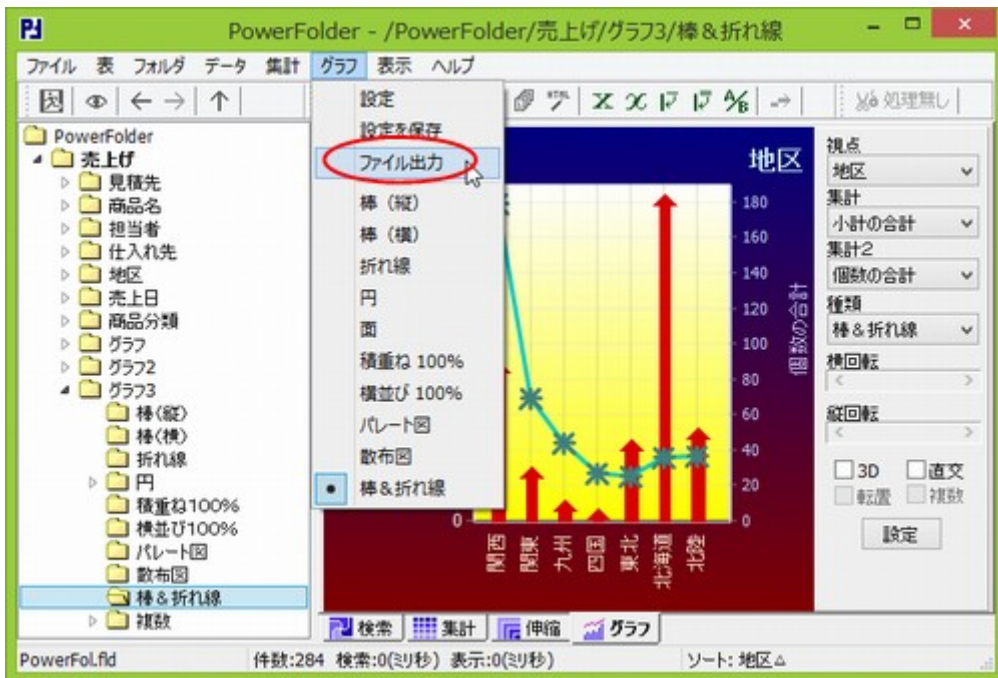 PowerFolder - /PowerFolder/売上げ/グラフ3/棒&折れ線
ファイル 表 フォルダ データ 集計 グラフ 表示 ヘルプ
処理無し
PowerFolder
売上げ
見積先
商品名
担当者
仕入れ先
地区
売上日
商品分類
グラフ
グラフ2
グラフ3
棒(縦)
棒(横)
折れ線
円
積重ね100%
横並び100%
パレート図
散布図
棒&折れ線
複数
設定
設定を保存
ファイル出力
棒(縦)
棒(横)
折れ線
円
面
積重ね 100%
横並び 100%
パレート図
散布図
棒&折れ線
地区
180
160
140
120
100
80
60
40
20
0
0
個数の合計
関西
関東
九州
四国
東北
北海道
北陸
視点
地区
集計
小計の合計
集計2
個数の合計
種類
棒&折れ線
横回転
縦回転
3D 直交
転置 複数
設定
検索 集計 伸縮 グラフ
PowerFol.fld 件数:284 検索:0(ミリ秒) 表示:0(ミリ秒) ソート: 地区△